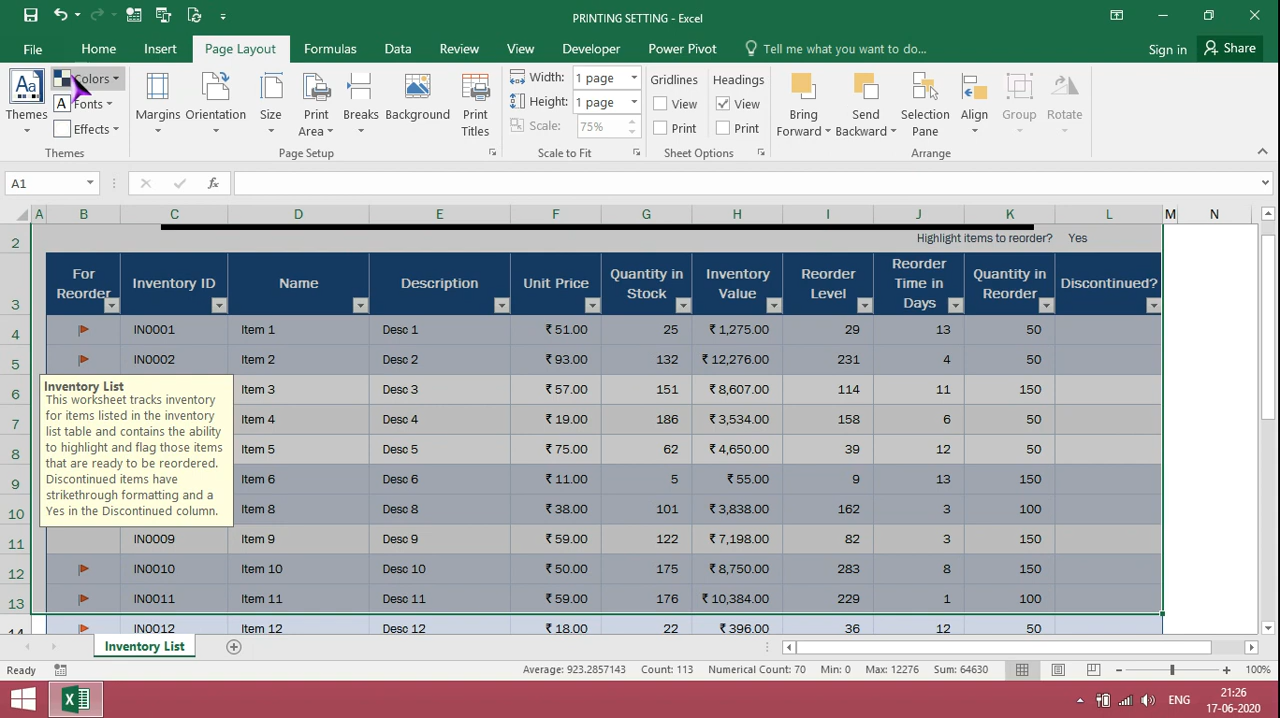 PRINTING SETTING - Excel
File Home Insert Page Layout Formulas Data Review View Developer Power Pivot Tell me what you want to do... Sign in Share
Aa Themes
Colors
A Fonts
Effects
Themes
Margins Orientation Size Print Area Breaks Background Print Titles
Page Setup
Width: 1 page
Height: 1 page
Scale: 75%
Scale to Fit
Gridlines Headings
View View
Print Print
Sheet Options
Bring Forward Send Backward Selection Pane Align Group Rotate
Arrange
A1 fx
A B C D E F G H I J K L M N
2 Highlight items to reorder? Yes
3 For Reorder Inventory ID Name Description Unit Price Quantity in Stock Inventory Value Reorder Level Reorder Time in Days Quantity in Reorder Discontinued?
4 IN0001 Item 1 Desc 1 ₹ 51.00 25 ₹ 1,275.00 29 13 50
5 IN0002 Item 2 Desc 2 ₹ 93.00 132 ₹ 12,276.00 231 4 50
6 Item 3 Desc 3 ₹ 57.00 151 ₹ 8,607.00 114 11 150
7 Item 4 Desc 4 ₹ 19.00 186 ₹ 3,534.00 158 6 50
8 Item 5 Desc 5 ₹ 75.00 62 ₹ 4,650.00 39 12 50
9 Item 6 Desc 6 ₹ 11.00 5 ₹ 55.00 9 13 150
10 Item 8 Desc 8 ₹ 38.00 101 ₹ 3,838.00 162 3 100
11 IN0009 Item 9 Desc 9 ₹ 59.00 122 ₹ 7,198.00 82 3 150
12 IN0010 Item 10 Desc 10 ₹ 50.00 175 ₹ 8,750.00 283 8 150
13 IN0011 Item 11 Desc 11 ₹ 59.00 176 ₹ 10,384.00 229 1 100
14 IN0012 Item 12 Desc 12 ₹ 18.00 22 ₹ 396.00 36 12 50
Inventory List
This worksheet tracks inventory
for items listed in the inventory
list table and contains the ability
to highlight and flag those items
that are ready to be reordered.
Discontinued items have
strikethrough formatting and a
Yes in the Discontinued column.
Inventory List
Ready Average: 923.2857143 Count: 113 Numerical Count: 70 Min: 0 Max: 12276 Sum: 64630 100%
ENG 21:26
17-06-2020